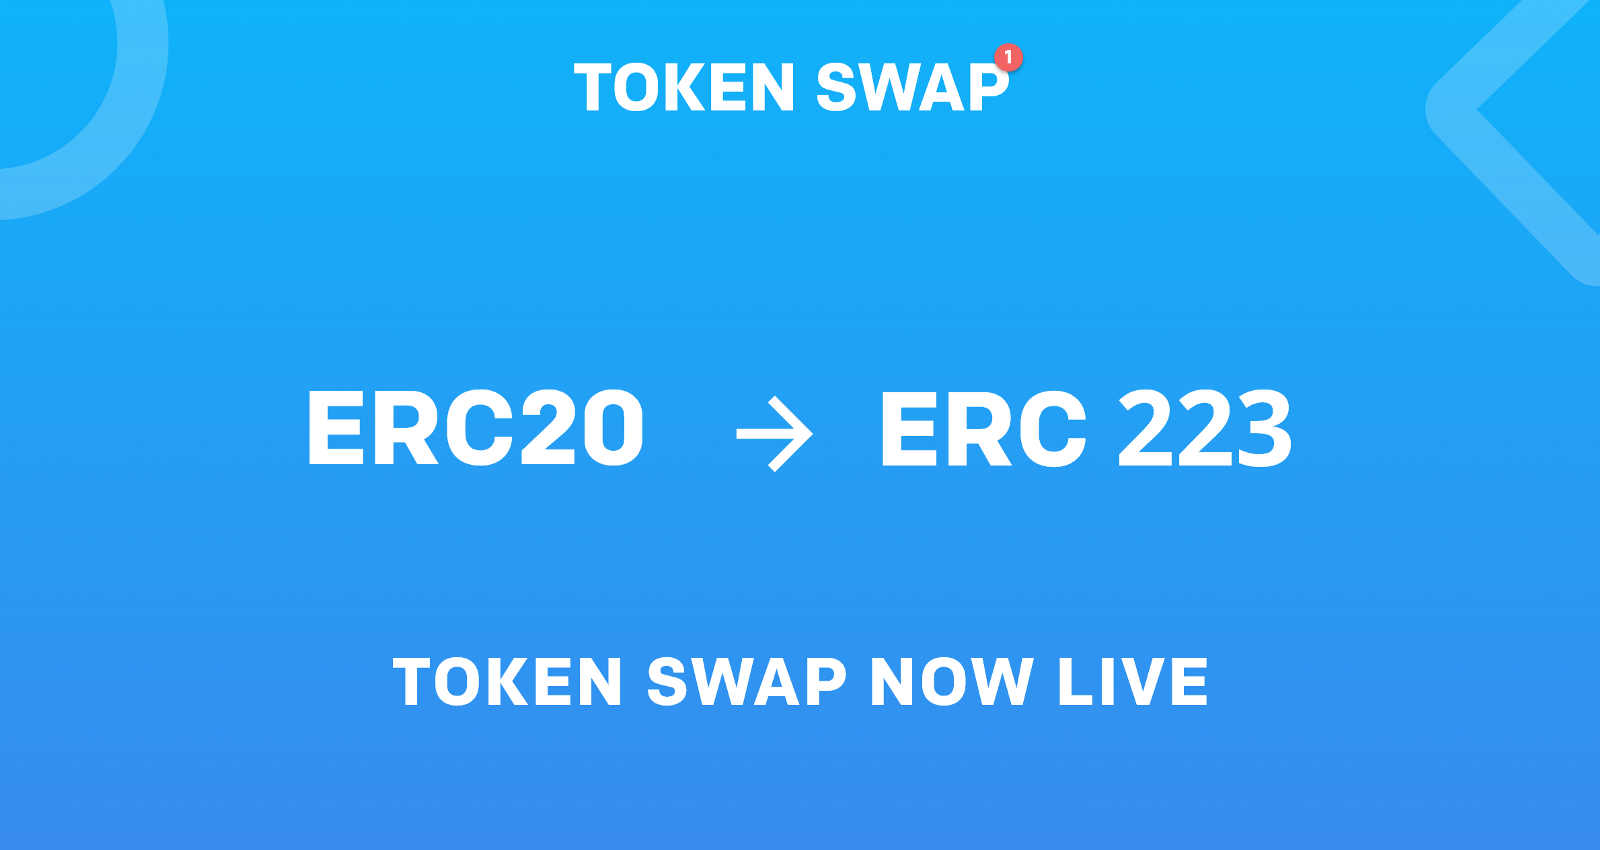 TOKEN SWAP 1
ERC20 → ERC 223
TOKEN SWAP NOW LIVE